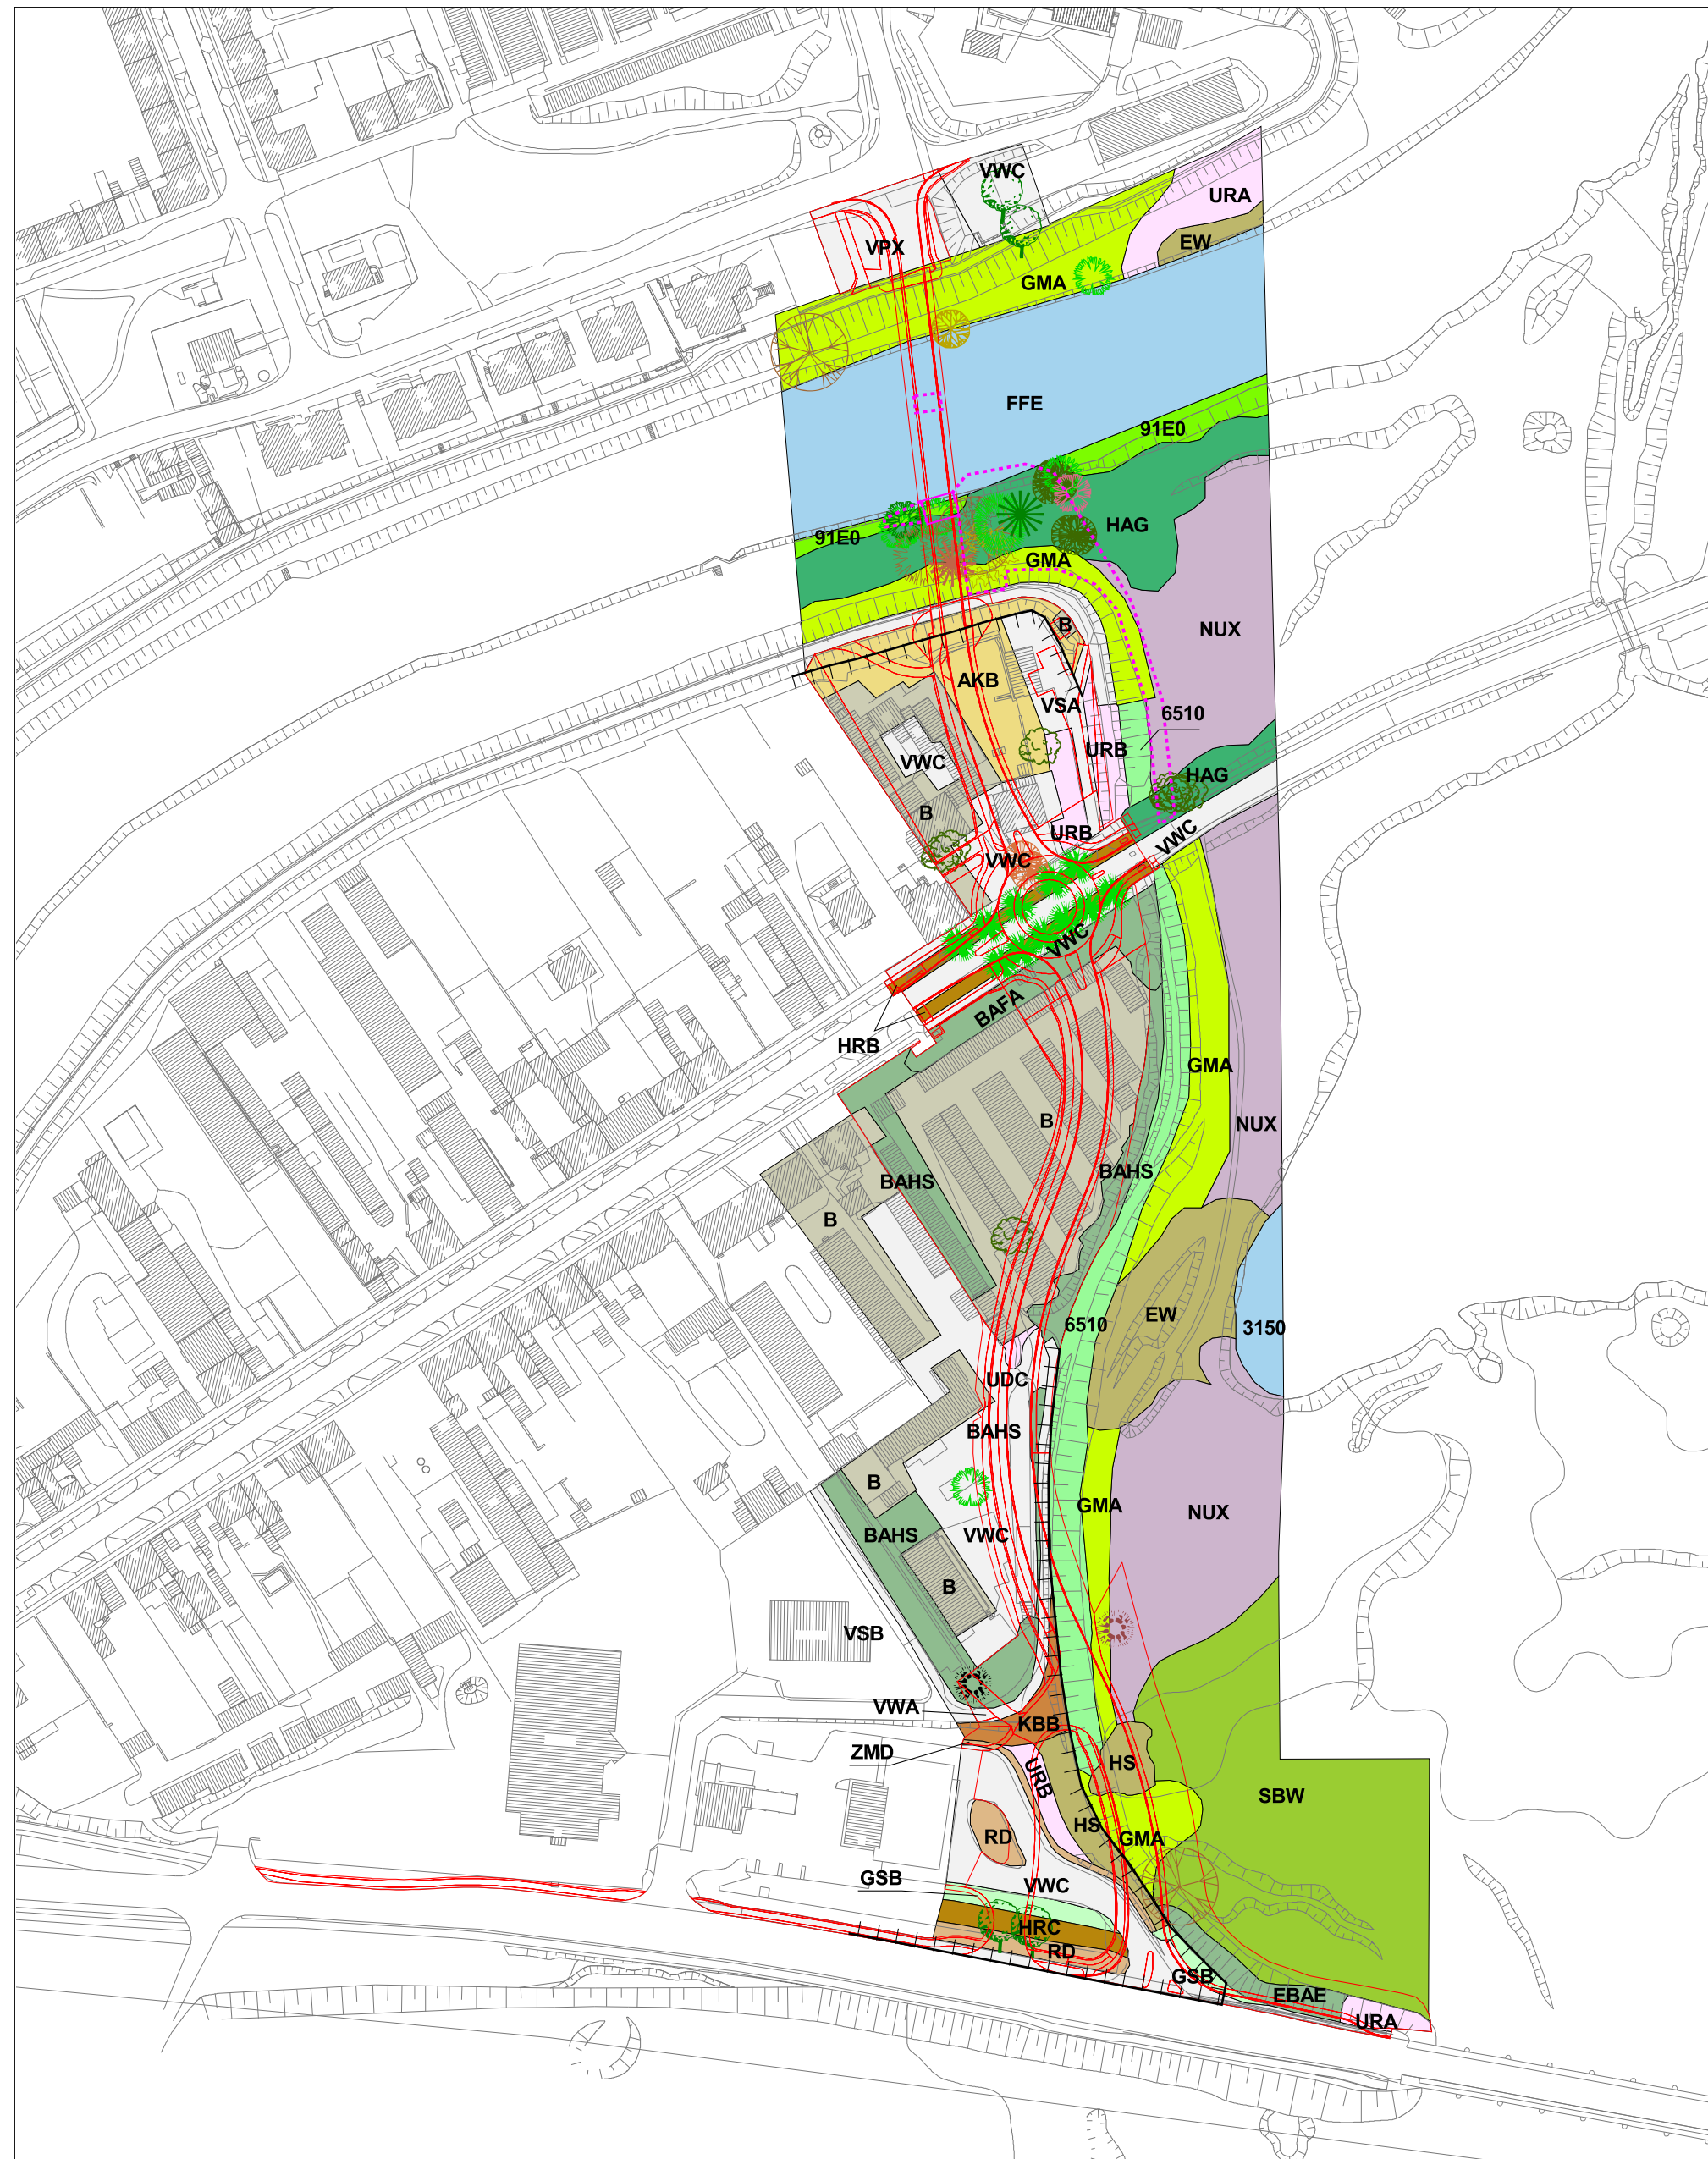 VWC
URA
EW
VPX
GMA
FFE
91E0
HAG
91E0
GMA
B
NUX
AKB
VSA
6510
URB
VWC
HAG
B
URB
VWC
VWC
VWC
BAFA
HRB
GMA
B
NUX
BAHS
BAHS
B
EW
6510
3150
UDC
BAHS
B
GMA
NUX
BAHS
VWC
B
VSB
VWA
KBB
ZMD
HS
URB
SBW
HS
RD
GMA
GSB
VWC
HRC
RD
GSB
EBAE
URA